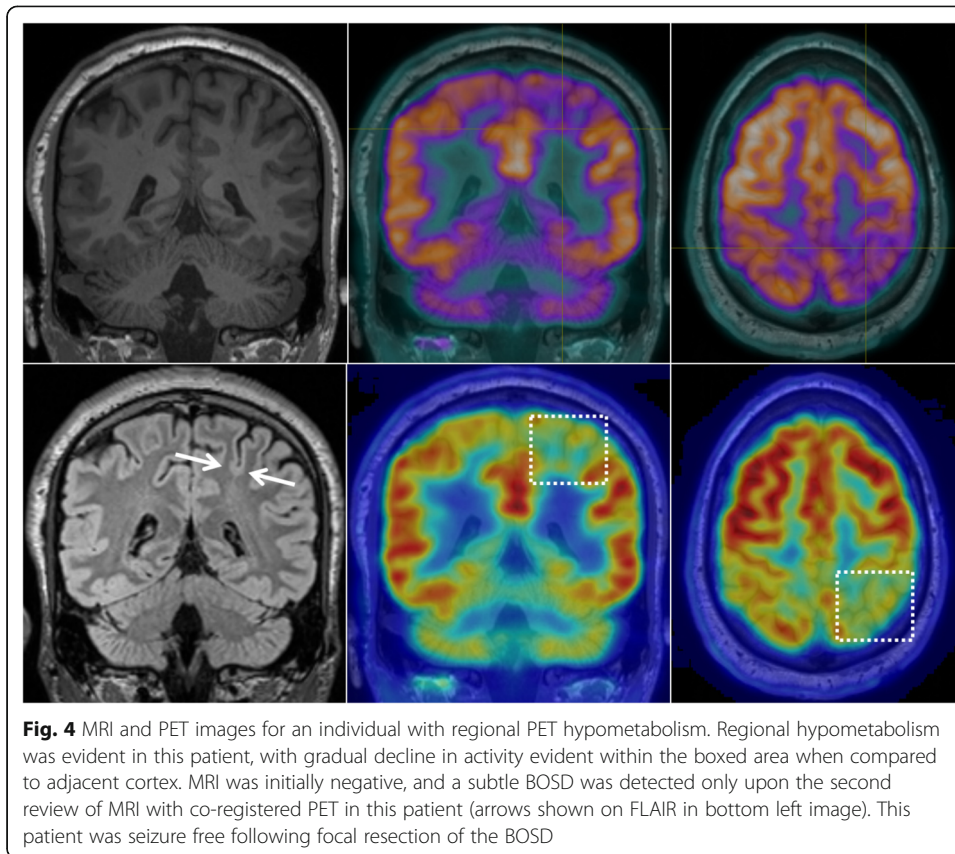 Fig. 4 MRI and PET images for an individual with regional PET hypometabolism. Regional hypometabolism
was evident in this patient, with gradual decline in activity evident within the boxed area when compared
to adjacent cortex. MRI was initially negative, and a subtle BOSD was detected only upon the second
review of MRI with co-registered PET in this patient (arrows shown on FLAIR in bottom left image). This
patient was seizure free following focal resection of the BOSD